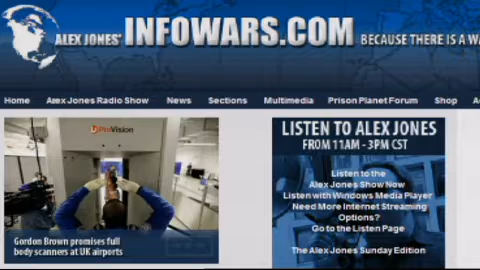 ALEX JONES' INFOWARS.COM BECAUSE THERE IS A WA
Home Alex Jones Radio Show News Sections Multimedia Prison Planet Forum Shop A
ProVision
LISTEN TO ALEX JONES
FROM 11AM - 3PM CST
Listen to the
Alex Jones Show Now
Listen with Windows Media Player
Need More Internet Streaming
Options?
Go to the Listen Page
The Alex Jones Sunday Edition
Gordon Brown promises full
body scanners at UK airports